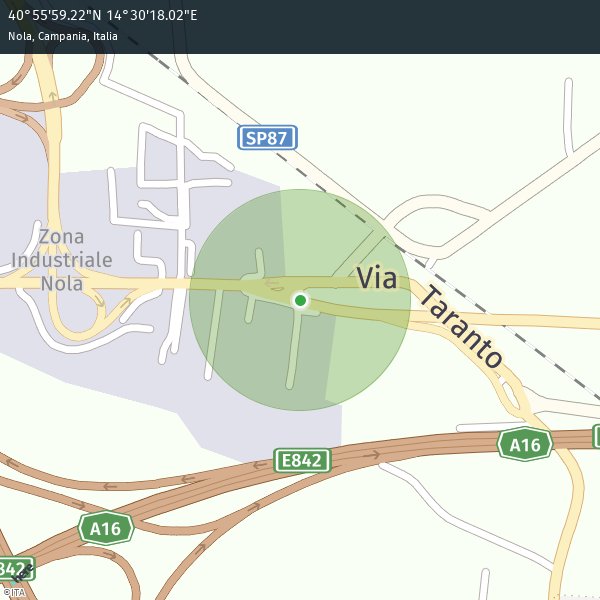 40°55'59.22"N 14°30'18.02"E
Nola, Campania, Italia
SP87
Zona
Industriale
Nola
Via
Taranto
A16
E842
A16
842
©ITA